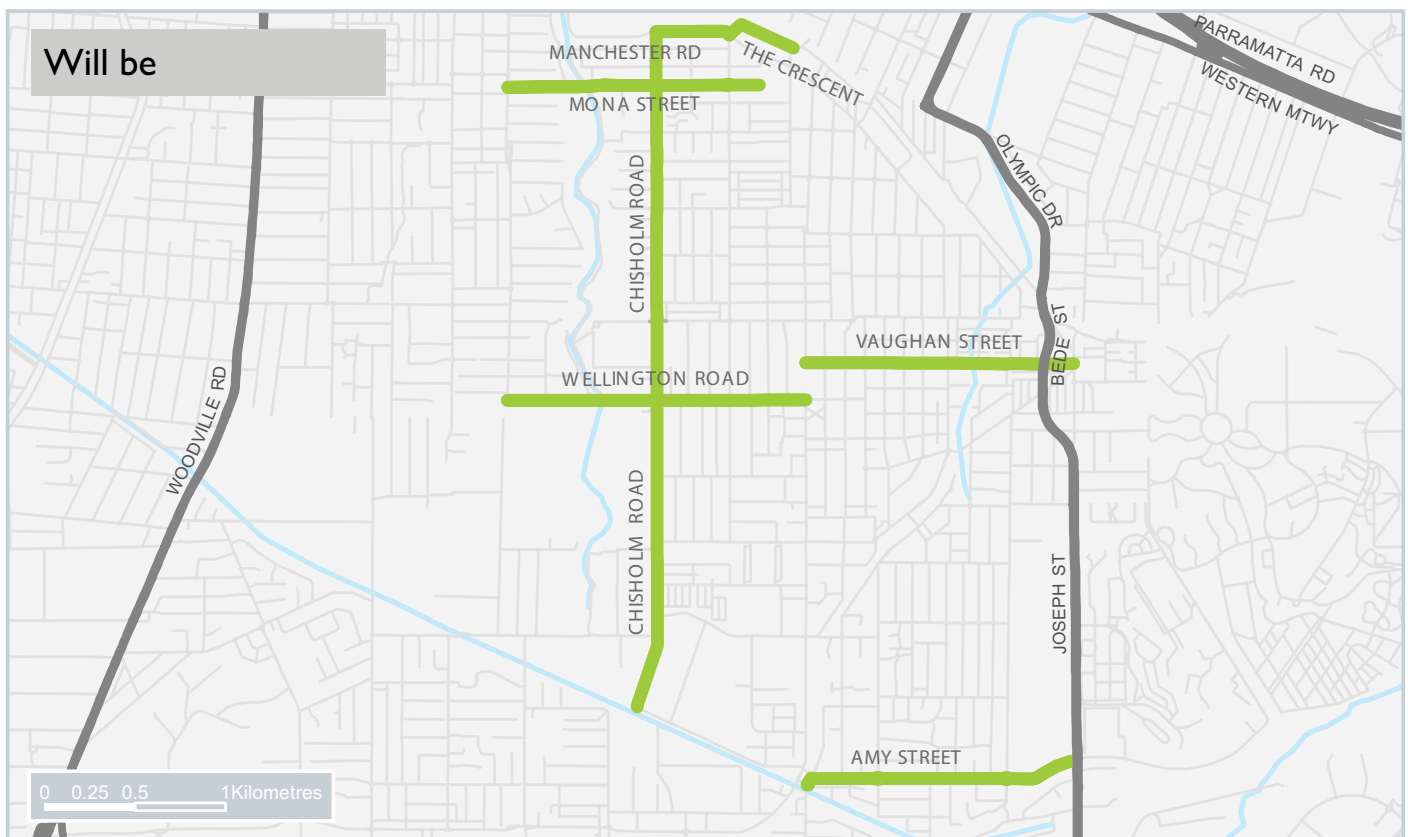 Will be
MANCHESTER RD
THE CRESCENT
MONA STREET
PARRAMATTA RD
WESTERN MTWY
OLYMPIC DR
CHISHOLM ROAD
VAUGHAN STREET
BEDE ST
WELLINGTON ROAD
WOODVILLE RD
CHISHOLM ROAD
JOSEPH ST
AMY STREET
0 0.25 0.5 1Kilometres